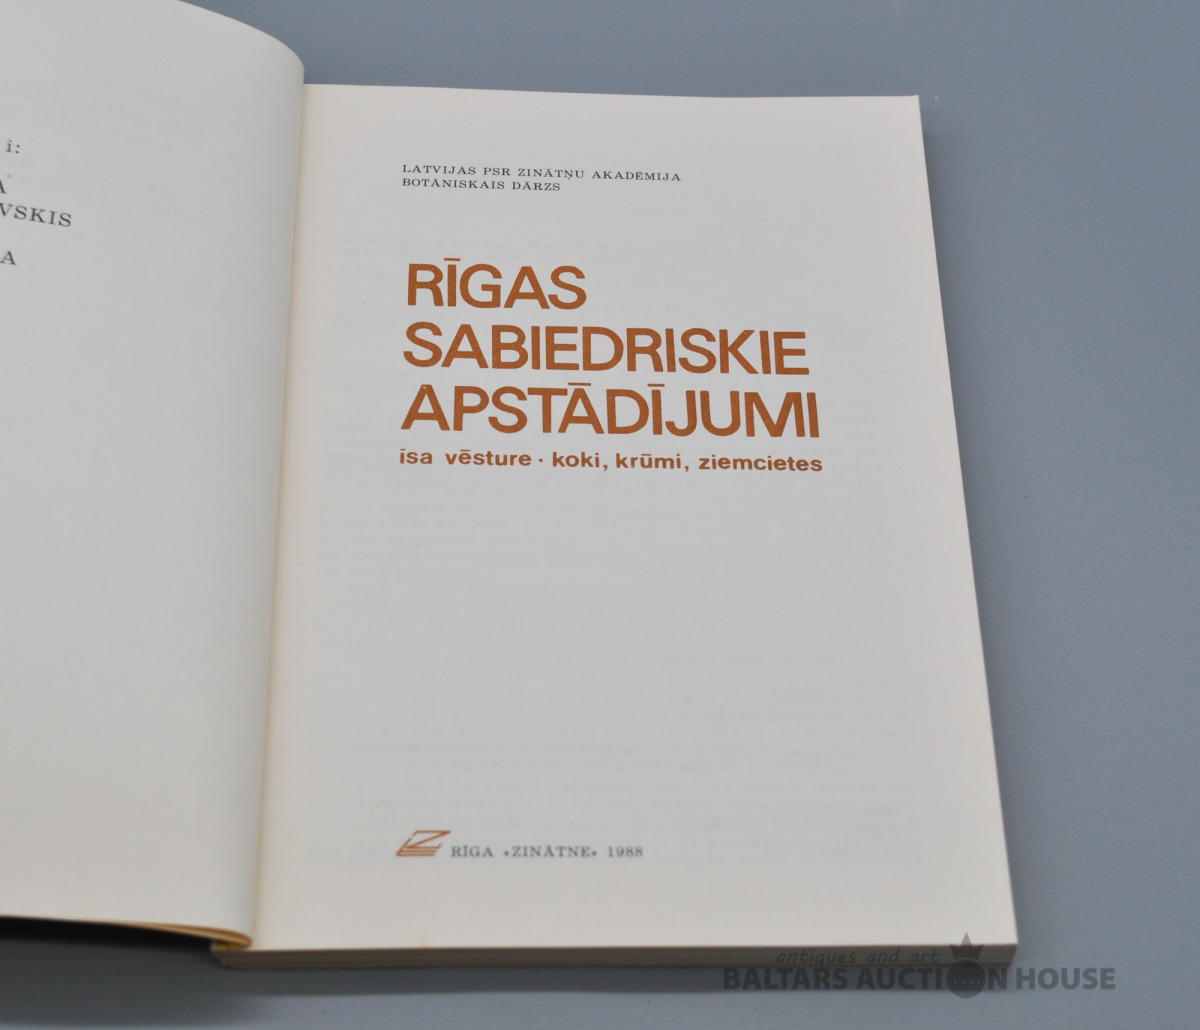 i:
A
VSKIS
A
LATVIJAS PSR ZINĀTŅU AKADĒMIJA
BOTĀNISKAIS DĀRZS
RĪGAS
SABIEDRISKIE
APSTĀDĪJUMI
īsa vēsture · koki, krūmi, ziemcietes
Z RĪGA «ZINĀTNE» 1988
antiques and art
BALTARS AUCTION HOUSE